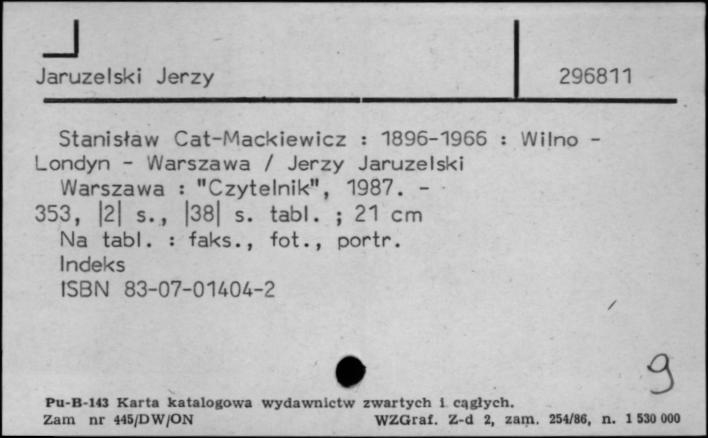 Jaruzelski Jerzy 296811
Stanisław Cat-Mackiewicz : 1896-1966 : Wilno -
Londyn - Warszawa / Jerzy Jaruzelski
Warszawa : "Czytelnik", 1987. -
353, |2| s., |38| s. tabl. ; 21 cm
Na tabl. : faks., fot., portr.
Indeks
ISBN 83-07-01404-2
9
Pu-B-143 Karta katalogowa wydawnictw zwartych i cągłych.
Zam nr 445/DW/ON WZGraf. Z-d 2, zam. 254/86, n. 1 530 000